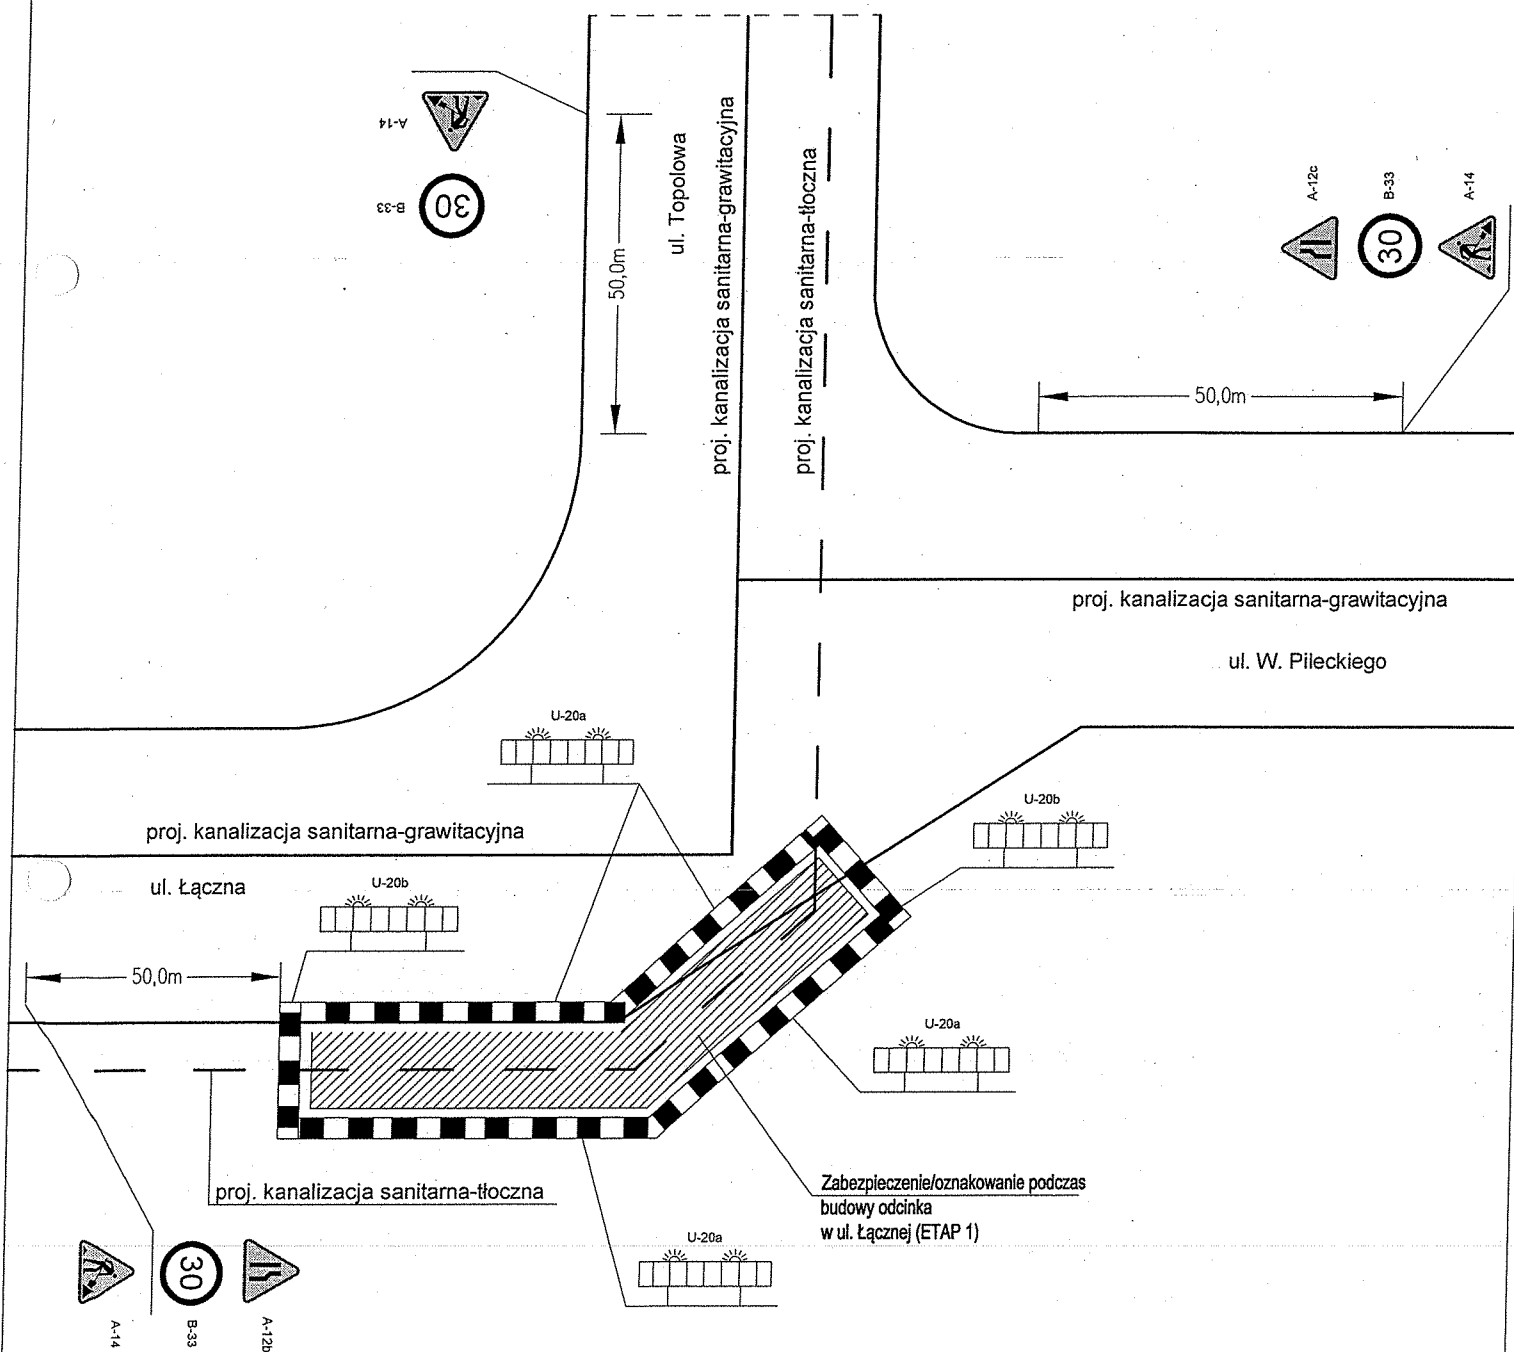 A-14
B-33
30
50,0m
ul. Topolowa
proj. kanalizacja sanitarna-grawitacyjna
proj. kanalizacja sanitarna-tłoczna
A-12c
B-33
A-14
30
50,0m
proj. kanalizacja sanitarna-grawitacyjna
ul. W. Pileckiego
U-20a
U-20b
proj. kanalizacja sanitarna-grawitacyjna
ul. Łączna
U-20b
50,0m
U-20a
proj. kanalizacja sanitarna-tłoczna
Zabezpieczenie/oznakowanie podczas
budowy odcinka
w ul. Łącznej (ETAP 1)
U-20a
30
A-14
B-33
A-12b